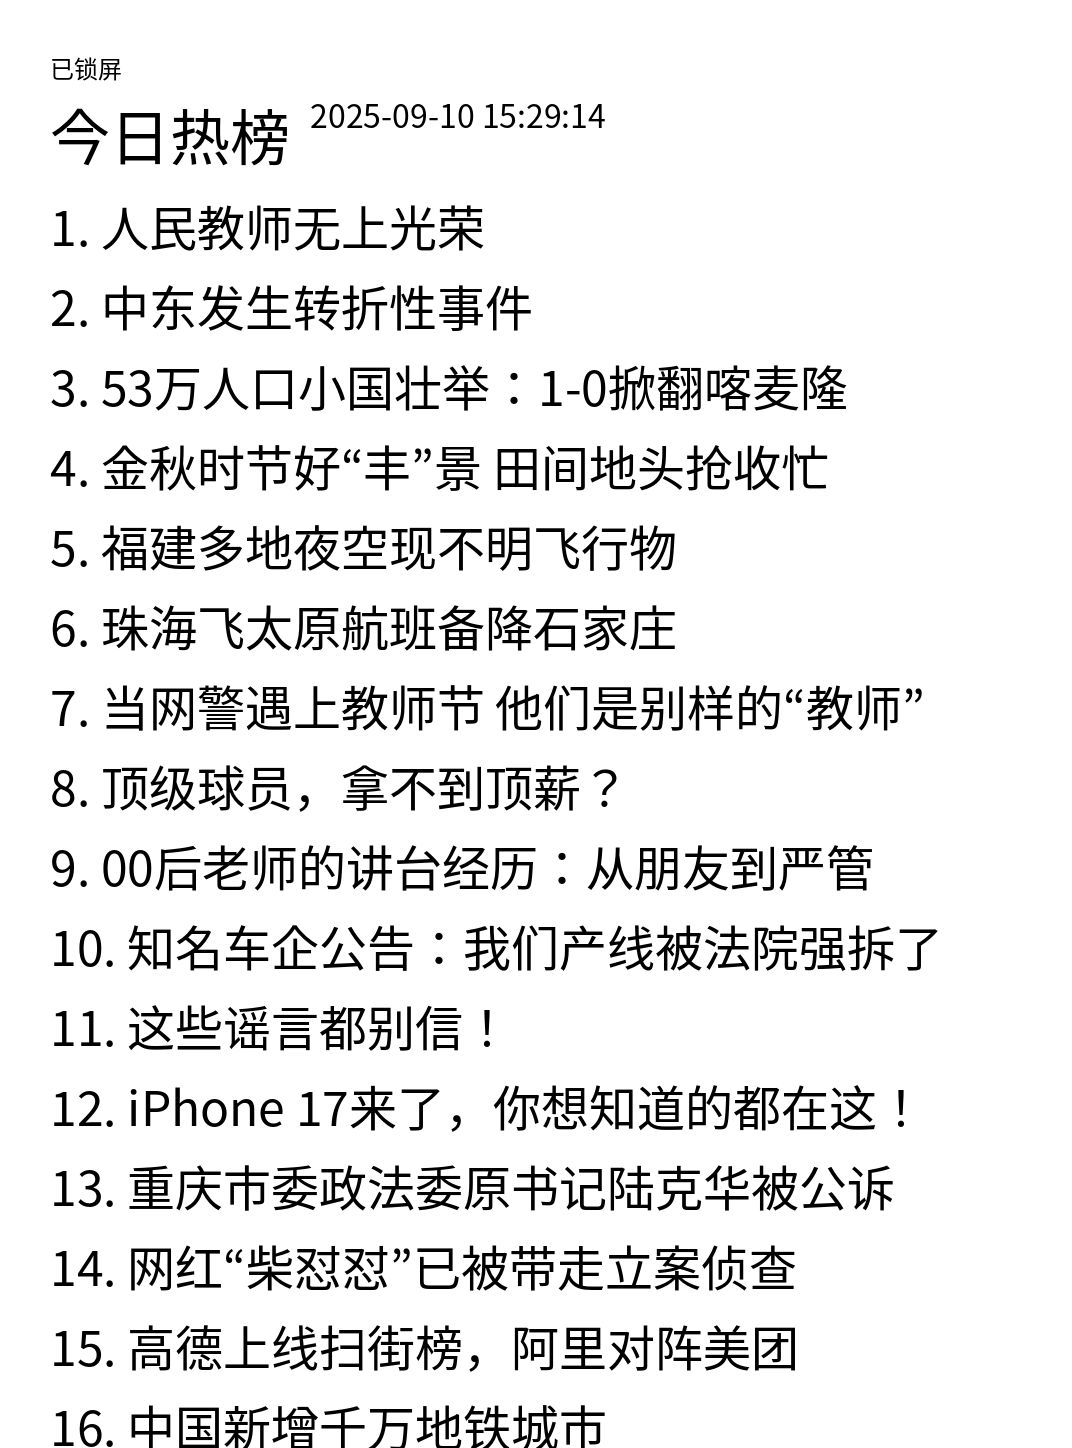 已锁屏
今日热榜 2025-09-10 15:29:14
1. 人民教师无上光荣
2. 中东发生转折性事件
3. 53万人口小国壮举：1-0掀翻喀麦隆
4. 金秋时节好“丰”景 田间地头抢收忙
5. 福建多地夜空现不明飞行物
6. 珠海飞太原航班备降石家庄
7. 当网警遇上教师节 他们是别样的“教师”
8. 顶级球员，拿不到顶薪？
9. 00后老师的讲台经历：从朋友到严管
10. 知名车企公告：我们产线被法院强拆了
11. 这些谣言都别信！
12. iPhone 17来了，你想知道的都在这！
13. 重庆市委政法委原书记陆克华被公诉
14. 网红“柴怼怼”已被带走立案侦查
15. 高德上线扫街榜，阿里对阵美团
16. 中国新增千万地铁城市